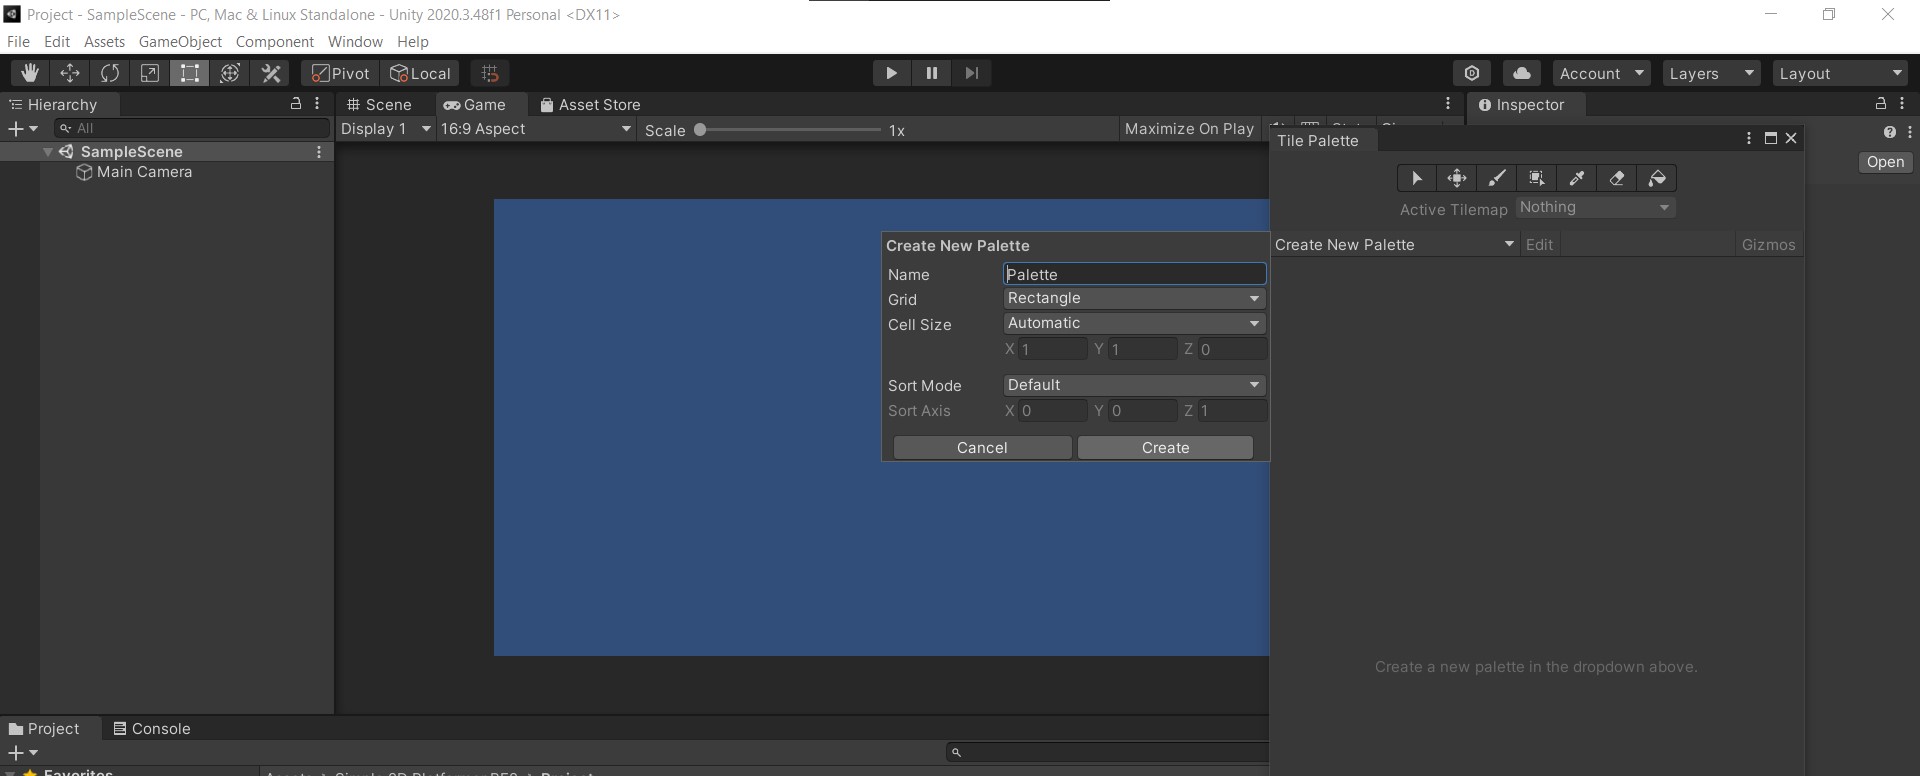 Project - SampleScene - PC, Mac & Linux Standalone - Unity 2020.3.48f1 Personal <DX11>
File Edit Assets GameObject Component Window Help
Pivot Local Account Layers Layout
Hierarchy Scene Game Asset Store Inspector
All Display 1 16:9 Aspect Scale 1x Maximize On Play
Tile Palette
SampleScene
Open
Main Camera
Active Tilemap Nothing
Create New Palette Edit Gizmos
Create New Palette
Name Palette
Grid Rectangle
Cell Size Automatic
X 1 Y 1 Z 0
Sort Mode Default
Sort Axis X 0 Y 0 Z 1
Cancel Create
Create a new palette in the dropdown above.
Project Console
Favorites